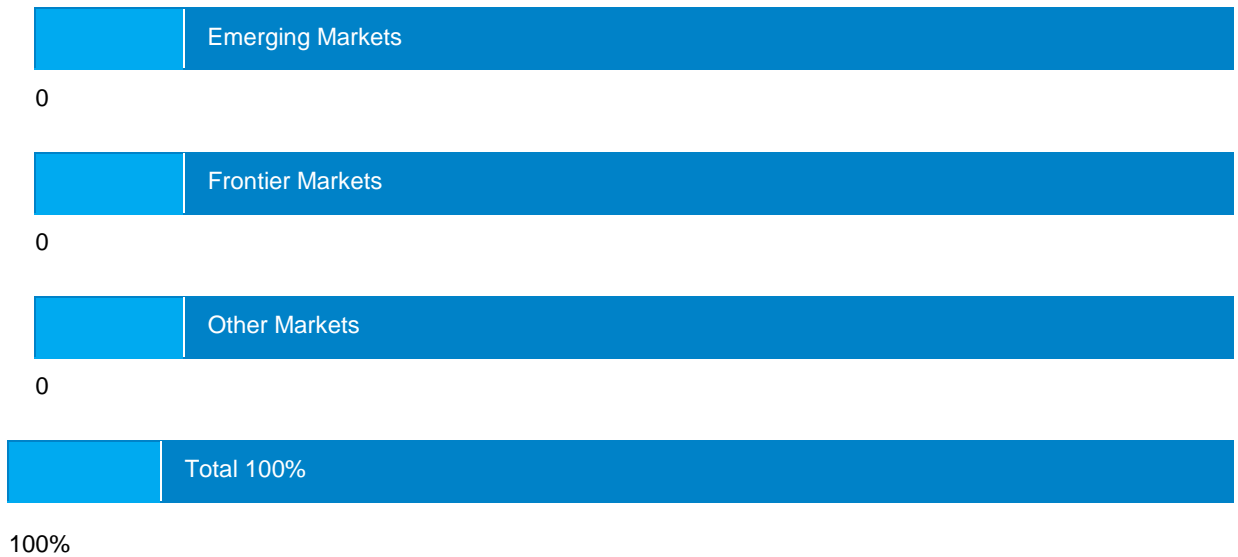 Emerging Markets
0
Frontier Markets
0
Other Markets
0
Total 100%
100%